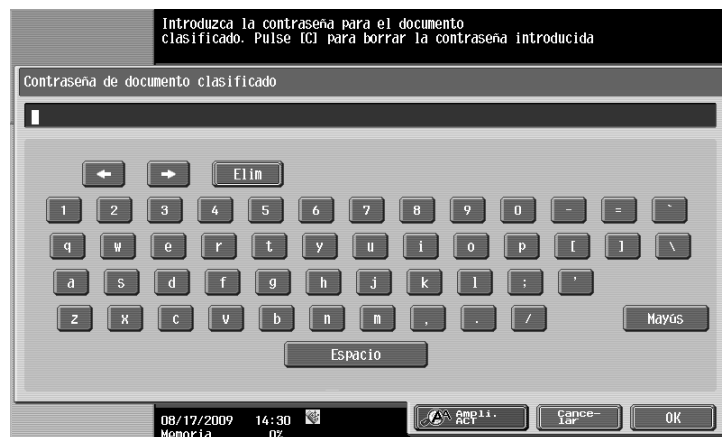 Introduzca la contraseña para el documento
clasificado. Pulse [C] para borrar la contraseña introducida
Contraseña de documento clasificado
Elim
1 2 3 4 5 6 7 8 9 0 - = `
q w e r t y u i o p [ ] \
a s d f g h j k l ; '
z x c v b n m , . / Mayús
Espacio
08/17/2009 14:30
Memoria 0%
Ampli.
ACT
Cance-
lar
OK